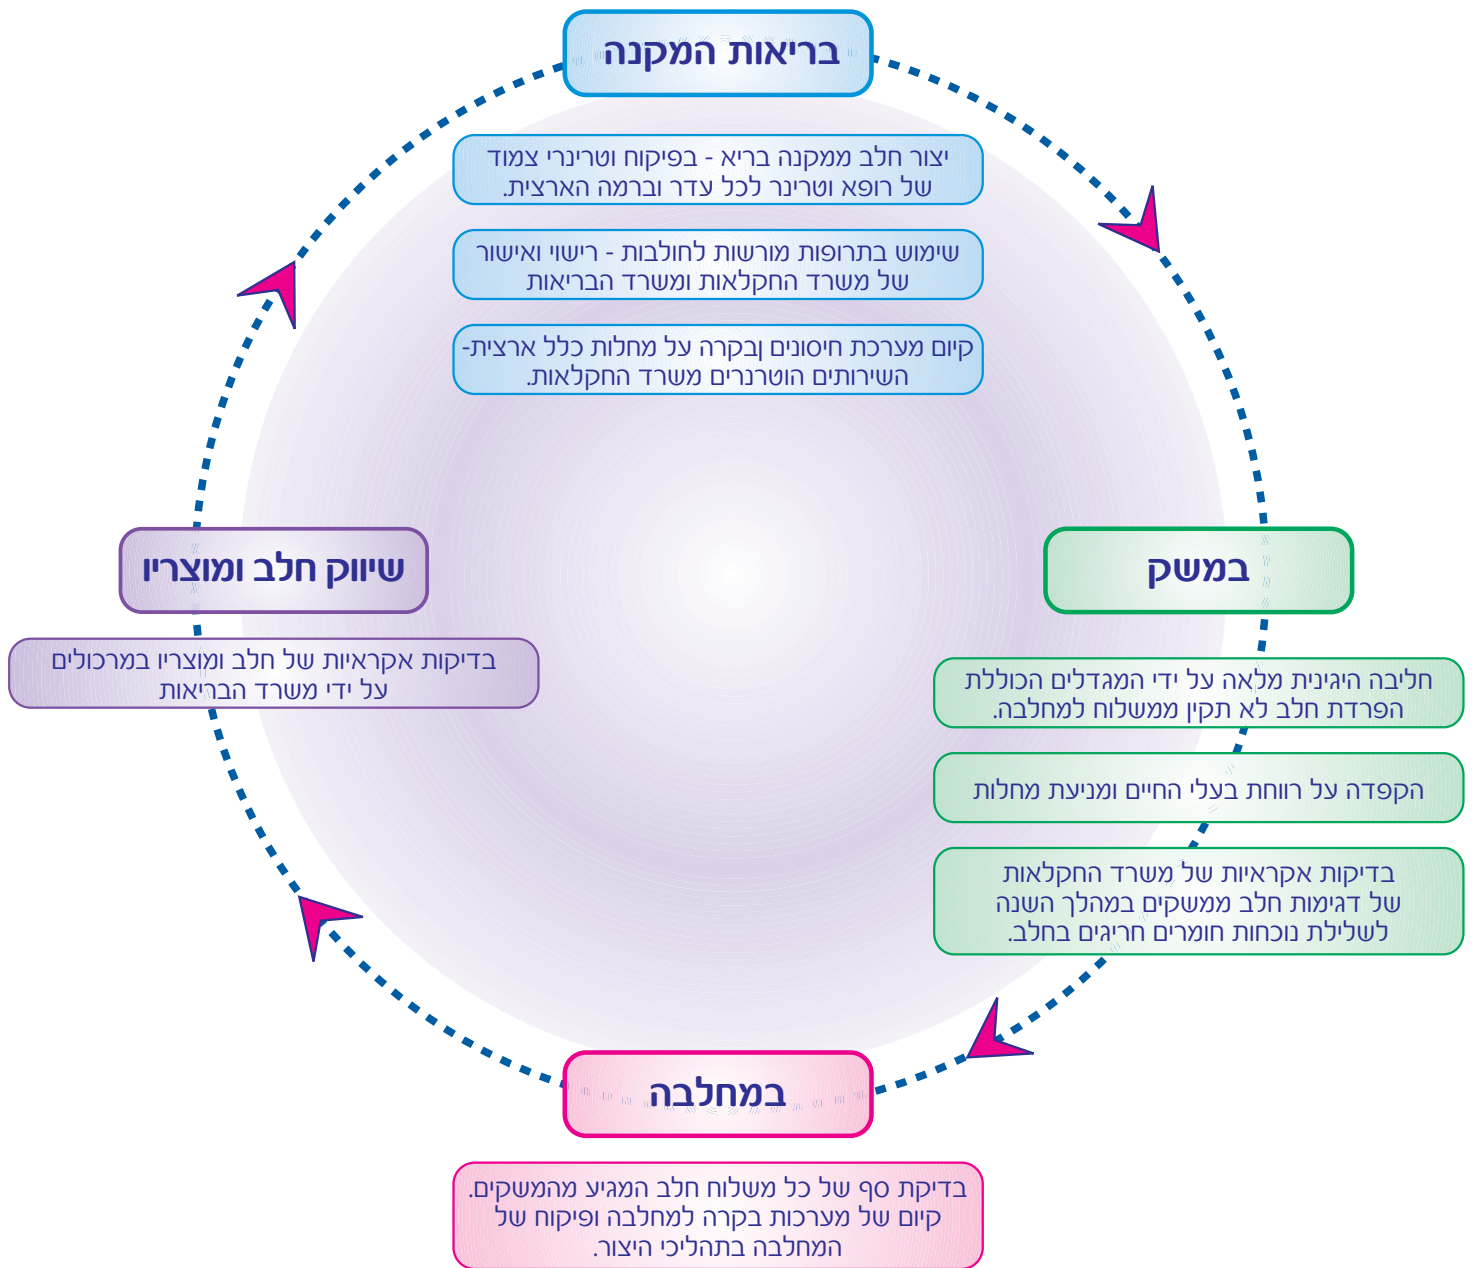 בריאות המקנה
יצור חלב ממקנה בריא - בפיקוח וטרינרי צמוד
של רופא וטרינר לכל עדר וברמה הארצית.
שימוש בתרופות מורשות לחולבות - רישוי ואישור
של משרד החקלאות ומשרד הבריאות
קיום מערכת חיסונים ןבקרה על מחלות כלל ארצית-
השירותים הוטרנרים משרד החקלאות.
במשק
חליבה היגינית מלאה על ידי המגדלים הכוללת
הפרדת חלב לא תקין ממשלוח למחלבה.
הקפדה על רווחת בעלי החיים ומניעת מחלות
בדיקות אקראיות של משרד החקלאות
של דגימות חלב ממשקים במהלך השנה
לשלילת נוכחות חומרים חריגים בחלב.
במחלבה
בדיקת סף של כל משלוח חלב המגיע מהמשקים.
קיום של מערכות בקרה למחלבה ופיקוח של
המחלבה בתהליכי היצור.
שיווק חלב ומוצריו
בדיקות אקראיות של חלב ומוצריו במרכולים
על ידי משרד הבריאות